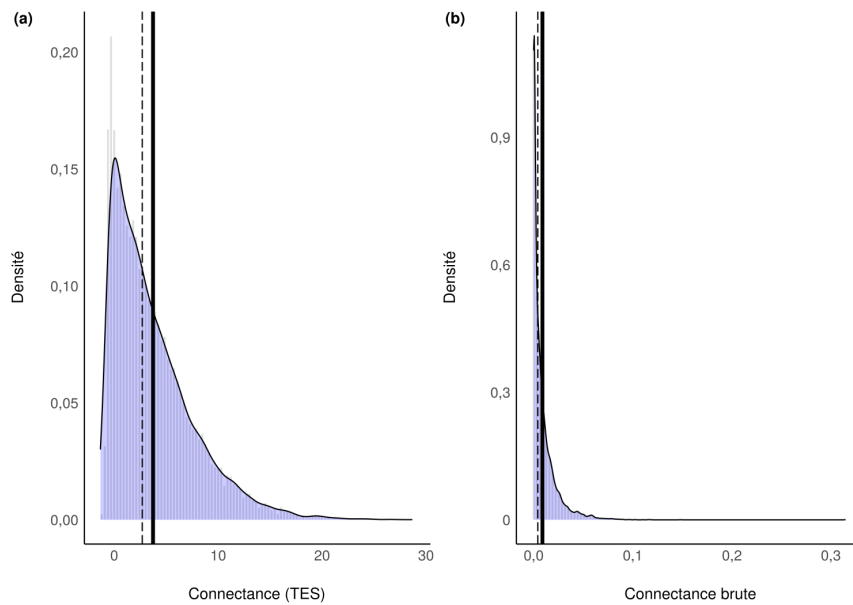 (a)
0,20
0,15
0,10
0,05
0,00
Densité
0 10 20 30
Connectance (TES)
(b)
0,9
0,6
0,3
0
Densité
0,0 0,1 0,2 0,3
Connectance brute